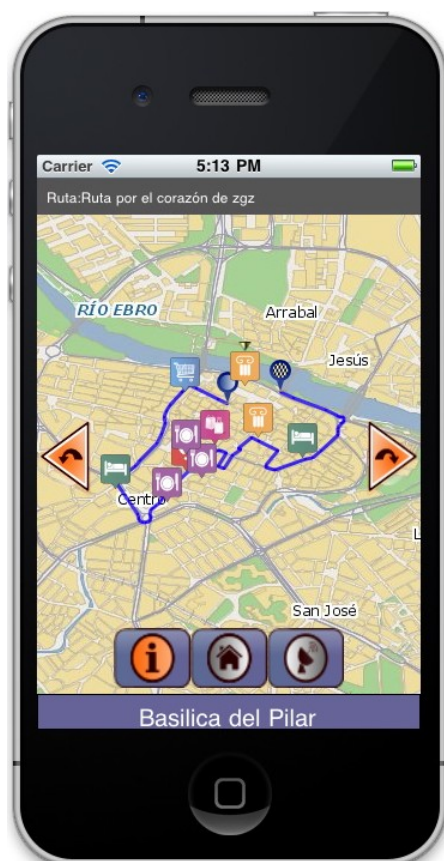 Carrier
5:13 PM
Ruta:Ruta por el corazón de zgz
RÍO EBRO
Arrabal
Jesús
Centro
San José
L
i
Basilica del Pilar